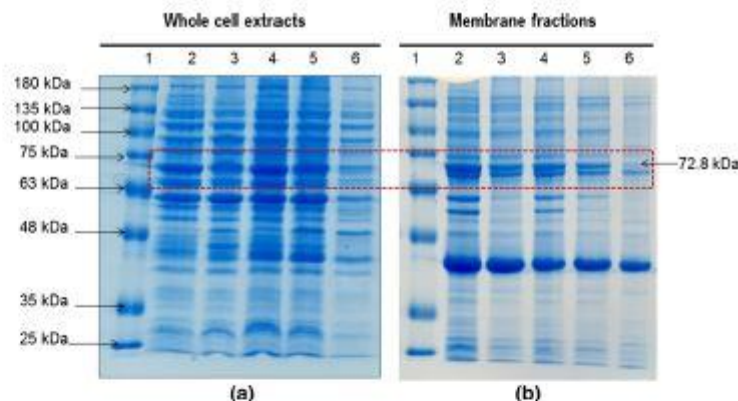 Whole cell extracts
Membrane fractions
1 2 3 4 5 6
1 2 3 4 5 6
180 kDa
135 kDa
100 kDa
75 kDa
63 kDa
48 kDa
35 kDa
25 kDa
72.8 kDa
(a)
(b)